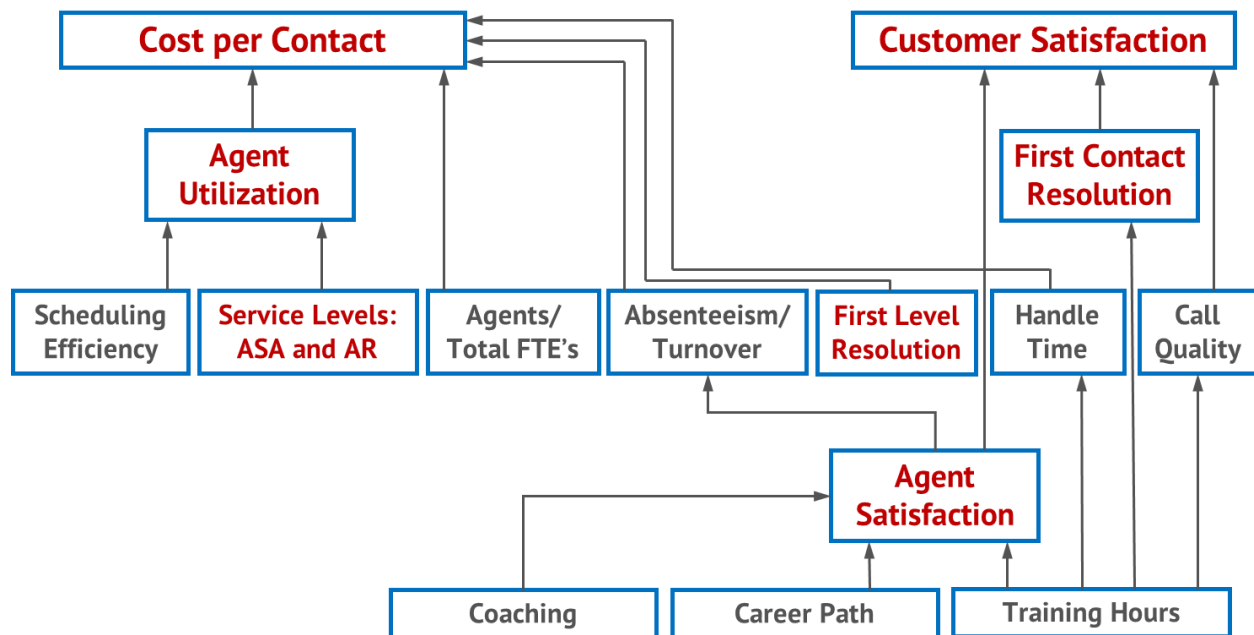 Cost per Contact
Customer Satisfaction
Agent
Utilization
First Contact
Resolution
Scheduling
Efficiency
Service Levels:
ASA and AR
Agents/
Total FTE's
Absenteeism/
Turnover
First Level
Resolution
Handle
Time
Call
Quality
Agent
Satisfaction
Coaching
Career Path
Training Hours